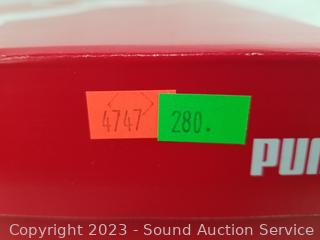 4747 280.
PU
Copyright 2023 - Sound Auction Service